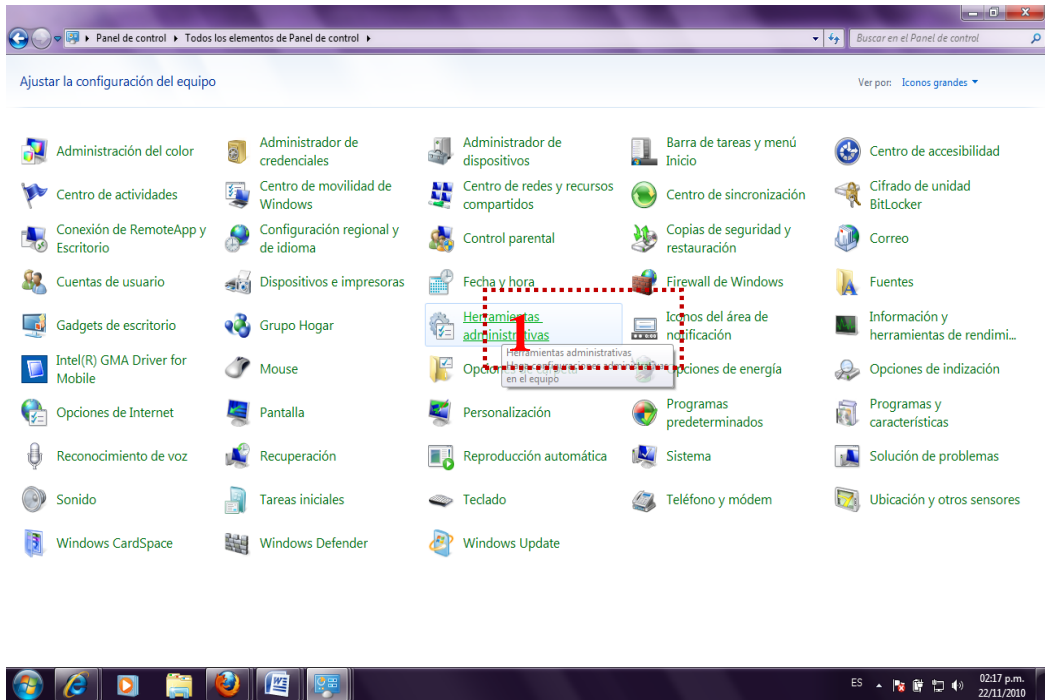 Panel de control Todos los elementos de Panel de control
Buscar en el Panel de control
Ajustar la configuración del equipo
Ver por: Iconos grandes
Administración del color
Administrador de
credenciales
Administrador de
dispositivos
Barra de tareas y menú
Inicio
Centro de accesibilidad
Centro de actividades
Centro de movilidad de
Windows
Centro de redes y recursos
compartidos
Centro de sincronización
Cifrado de unidad
BitLocker
Conexión de RemoteApp y
Escritorio
Configuración regional y
de idioma
Control parental
Copias de seguridad y
restauración
Correo
Cuentas de usuario
Dispositivos e impresoras
Fecha y hora
Firewall de Windows
Fuentes
Gadgets de escritorio
Grupo Hogar
Herramientas
administrativas
1
Iconos del área de
notificación
Información y
herramientas de rendimi...
Herramientas administrativas
en el equipo
Intel(R) GMA Driver for
Mobile
Mouse
Opciones de energía
Opciones de indización
Opciones de Internet
Pantalla
Personalización
Programas
predeterminados
Programas y
características
Reconocimiento de voz
Recuperación
Reproducción automática
Sistema
Solución de problemas
Sonido
Tareas iniciales
Teclado
Teléfono y módem
Ubicación y otros sensores
Windows CardSpace
Windows Defender
Windows Update
ES
02:17 p.m.
22/11/2010